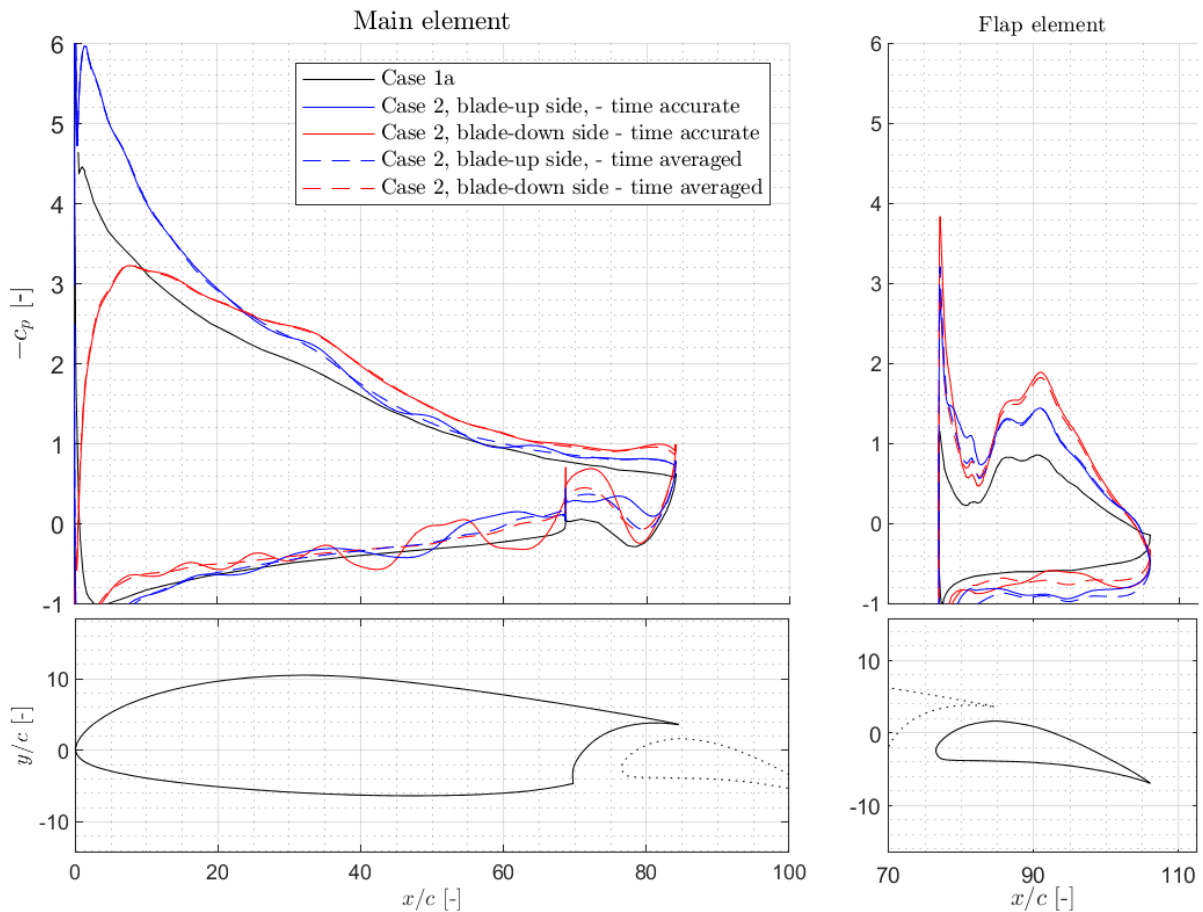 Main element
Flap element
6
5
4
3
2
1
0
-1
−c_p [-]
Case 1a
Case 2, blade-up side, - time accurate
Case 2, blade-down side - time accurate
Case 2, blade-up side, - time averaged
Case 2, blade-down side - time averaged
6
5
4
3
2
1
0
-1
10
0
-10
y/c [-]
0 20 40 60 80 100
x/c [-]
10
0
-10
70 90 110
x/c [-]